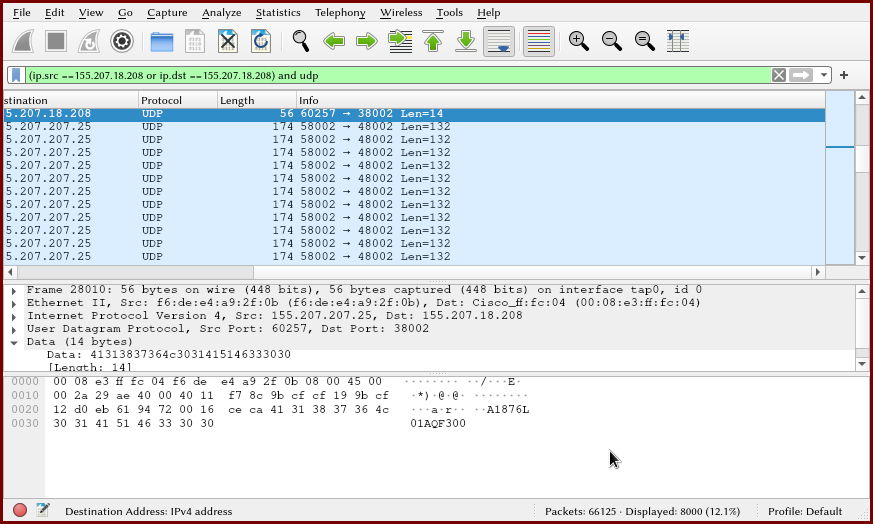 File Edit View Go Capture Analyze Statistics Telephony Wireless Tools Help
(ip.src ==155.207.18.208 or ip.dst ==155.207.18.208) and udp
stination Protocol Length Info
5.207.18.208 UDP 56 60257 → 38002 Len=14
5.207.207.25 UDP 174 58002 → 48002 Len=132
5.207.207.25 UDP 174 58002 → 48002 Len=132
5.207.207.25 UDP 174 58002 → 48002 Len=132
5.207.207.25 UDP 174 58002 → 48002 Len=132
5.207.207.25 UDP 174 58002 → 48002 Len=132
5.207.207.25 UDP 174 58002 → 48002 Len=132
5.207.207.25 UDP 174 58002 → 48002 Len=132
5.207.207.25 UDP 174 58002 → 48002 Len=132
5.207.207.25 UDP 174 58002 → 48002 Len=132
5.207.207.25 UDP 174 58002 → 48002 Len=132
5.207.207.25 UDP 174 58002 → 48002 Len=132
Frame 28010: 56 bytes on wire (448 bits), 56 bytes captured (448 bits) on interface tap0, id 0
Ethernet II, Src: f6:de:e4:a9:2f:0b (f6:de:e4:a9:2f:0b), Dst: Cisco_ff:fc:04 (00:08:e3:ff:fc:04)
Internet Protocol Version 4, Src: 155.207.207.25, Dst: 155.207.18.208
User Datagram Protocol, Src Port: 60257, Dst Port: 38002
Data (14 bytes)
Data: 41313837364c3031415146333030
[Length: 14]
0000 00 08 e3 ff fc 04 f6 de e4 a9 2f 0b 08 00 45 00 ········ ··/···E·
0010 00 2a 29 ae 40 00 40 11 f7 8c 9b cf cf 19 9b cf ·*)·@·@· ········
0020 12 d0 eb 61 94 72 00 16 ce ca 41 31 38 37 36 4c ···a·r·· ··A1876L
0030 30 31 41 51 46 33 30 30 01AQF300
Destination Address: IPv4 address Packets: 66125 · Displayed: 8000 (12.1%) Profile: Default